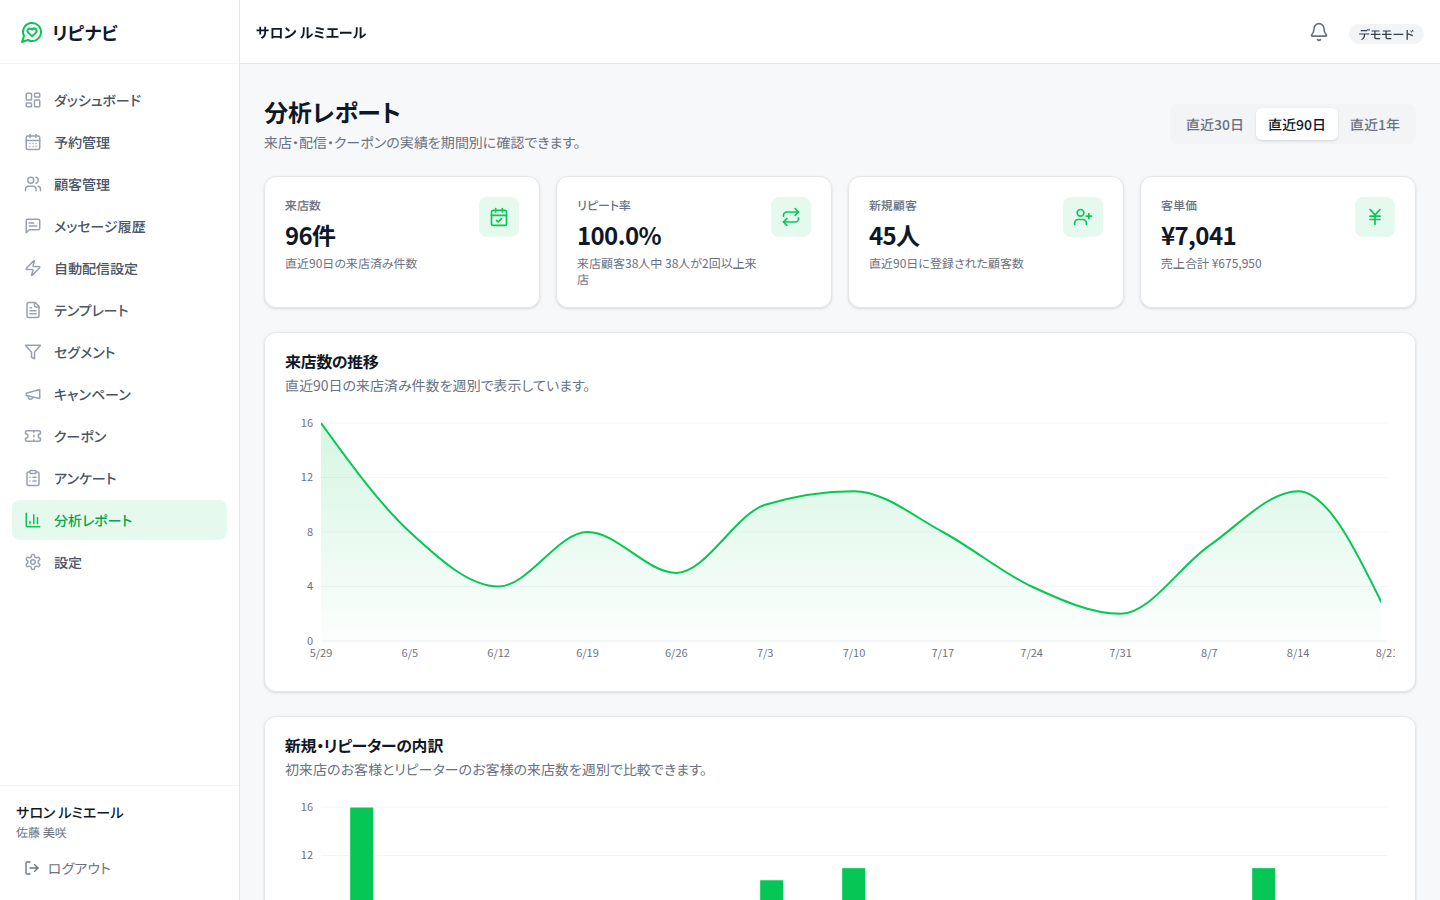 リピナビ
サロン ルミエール
デモモード
ダッシュボード
予約管理
顧客管理
メッセージ履歴
自動配信設定
テンプレート
セグメント
キャンペーン
クーポン
アンケート
分析レポート
設定
サロン ルミエール
佐藤 美咲
ログアウト
分析レポート
来店・配信・クーポンの実績を期間別に確認できます。
直近30日
直近90日
直近1年
来店数
96件
直近90日の来店済み件数
リピート率
100.0%
来店顧客38人中 38人が2回以上来
店
新規顧客
45人
直近90日に登録された顧客数
客単価
¥7,041
売上合計 ¥675,950
来店数の推移
直近90日の来店済み件数を週別で表示しています。
16
12
8
4
0
5/29 6/5 6/12 6/19 6/26 7/3 7/10 7/17 7/24 7/31 8/7 8/14 8/21
新規・リピーターの内訳
初来店のお客様とリピーターのお客様の来店数を週別で比較できます。
16
12